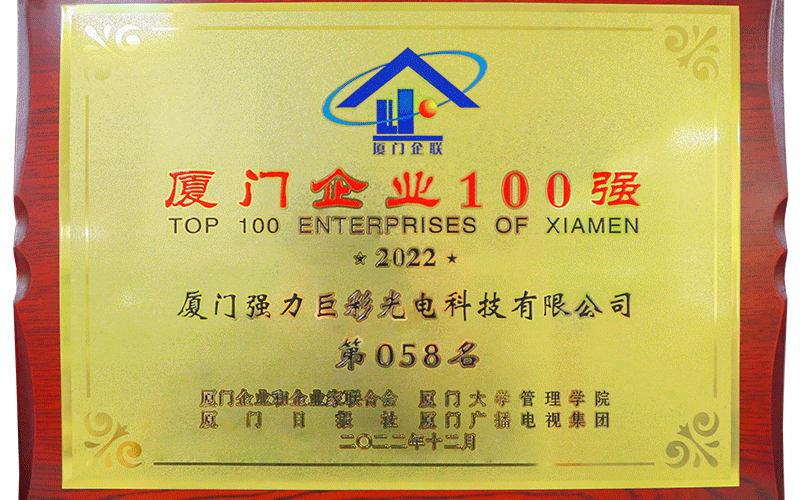 厦门企联
厦门企业100强
TOP 100 ENTERPRISES OF XIAMEN
☆ 2022 ★
厦门强力巨彩光电科技有限公司
第058名
厦门企业和企业家联合会 厦门大学管理学院
厦门日报社 厦门广播电视集团
二〇二二年十二月